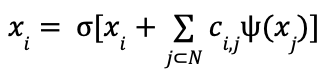 x_i = σ[x_i + ∑_{j⊂N} c_{i,j}ψ(x_j)]